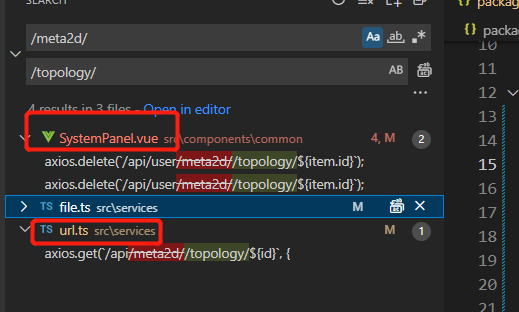 SEARCH
/meta2d/
Aa ab .*
/topology/
AB
...
4 results in 3 files - Open in editor
SystemPanel.vue src\components\common 4, M 2
axios.delete(`/api/user/meta2d//topology/${item.id}`);
axios.delete(`/api/user/meta2d//topology/${item.id}`);
TS file.ts src\services M
TS url.ts src\services M 1
axios.get(`/api/meta2d//topology/${id}`, {
{} package
{} packag
10
11
12
13
14
15
16
17
18
19
20
21